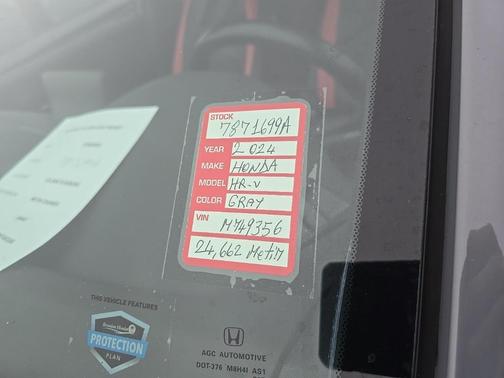 STOCK
7871699A
YEAR 2024
MAKE HONDA
MODEL HR-V
COLOR GRAY
VIN
M749356
24,662
THIS VEHICLE FEATURES
PROTECTION
PLAN
AGC AUTOMOTIVE
DOT-376 M8H4I AS1